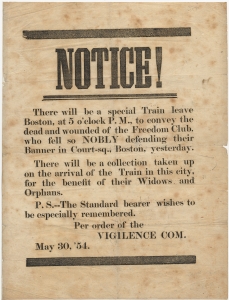 NOTICE!
There will be a special Train leave
Boston, at 5 o'clock P. M., to convey the
dead and wounded of the Freedom Club,
who fell so NOBLY defending their
Banner in Court-sq., Boston, yesterday.
There will be a collection taken up
on the arrival of the Train in this city,
for the benefit of their Widows and
Orphans.
P. S.—The Standard bearer wishes to
be especially remembered.
Per order of the
VIGILENCE COM.
May 30, '54.